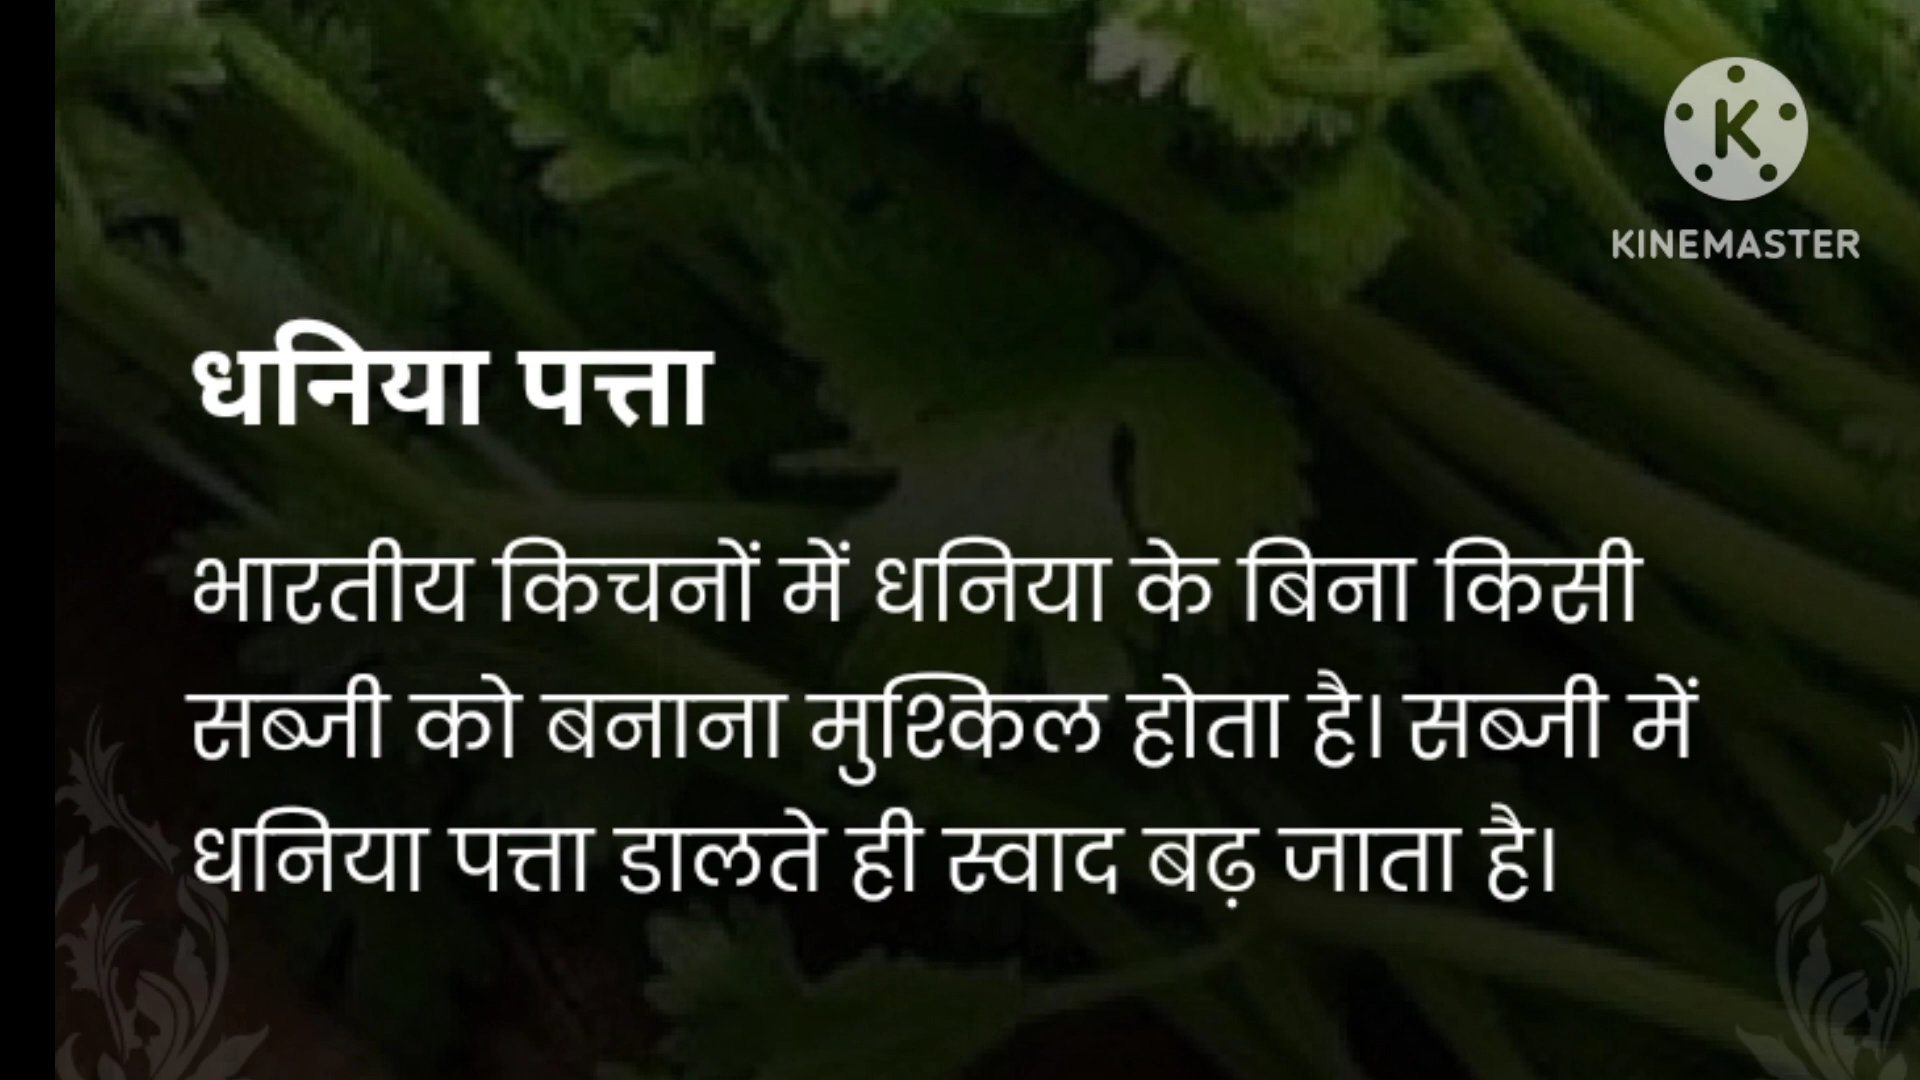 KINEMASTER
धनिया पत्ता
भारतीय किचनों में धनिया के बिना किसी
सब्जी को बनाना मुश्किल होता है। सब्जी में
धनिया पत्ता डालते ही स्वाद बढ़ जाता है।